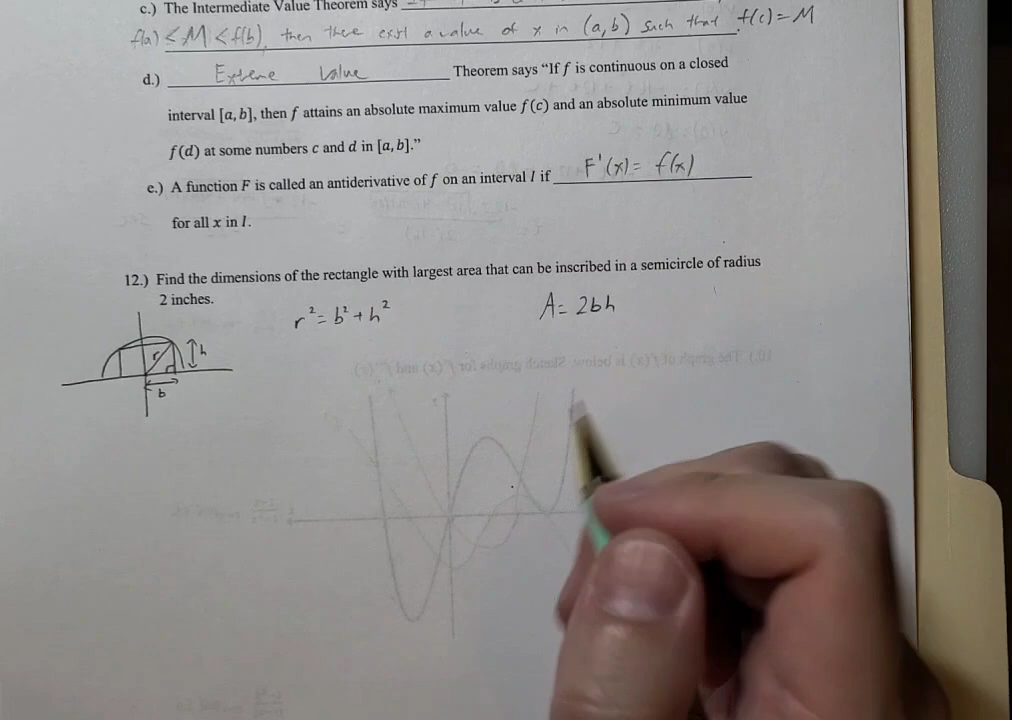 c.) The Intermediate Value Theorem says
f(a) ≤ M ≤ f(b), then there exist a value of x in (a,b) such that f(c) = M
d.) Extreme Value Theorem says “If f is continuous on a closed
interval [a, b], then f attains an absolute maximum value f(c) and an absolute minimum value
f(d) at some numbers c and d in [a, b].”
e.) A function F is called an antiderivative of f on an interval I if F'(x) = f(x)
for all x in I.
12.) Find the dimensions of the rectangle with largest area that can be inscribed in a semicircle of radius
2 inches.
r² = b² + h² A = 2bh
r h
b